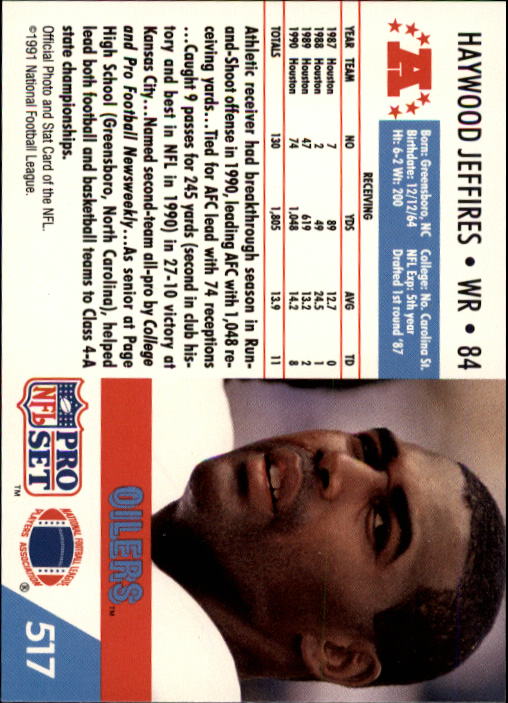 HAYWOOD JEFFIRES • WR • 84
A
Born: Greensboro, NC College: No. Carolina St.
Birthdate: 12/12/64 NFL Exp: 5th year
Ht: 6-2 Wt: 200 Drafted 1st round '87
RECEIVING
YEAR TEAM NO YDS AVG TD
1987 Houston 7 89 12.7 0
1988 Houston 2 49 24.5 1
1989 Houston 47 619 13.2 2
1990 Houston 74 1,048 14.2 8
TOTALS 130 1,805 13.9 11
Athletic receiver had breakthrough season in Run-
and-Shoot offense in 1990, leading AFC with 1,048 re-
ceiving yards...Tied for AFC lead with 74 receptions
...Caught 9 passes for 245 yards (second in club his-
tory and best in NFL in 1990) in 27-10 victory at
Kansas City...Named second-team all-pro by College
and Pro Football Newsweekly...As senior at Page
High School (Greensboro, North Carolina), helped
lead both football and basketball teams to Class 4-A
state championships.
Official Photo and Stat Card of the NFL.
©1991 National Football League.
OILERS™
PRO
NFL SET
™
NATIONAL FOOTBALL LEAGUE
PLAYERS ASSOCIATION
®
517